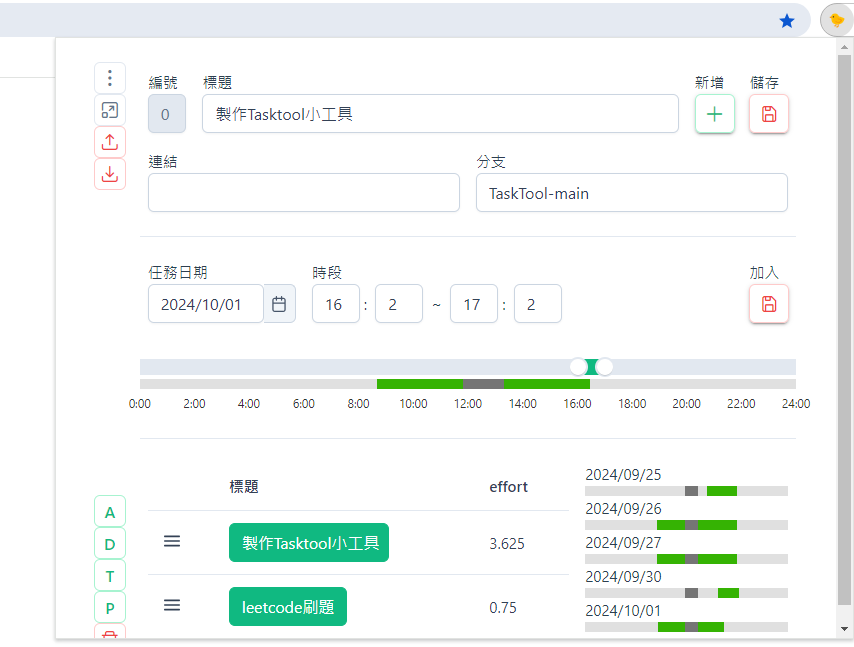 編號 標題 新增 儲存
0 製作Tasktool小工具
連結 分支
TaskTool-main
任務日期 時段 加入
2024/10/01 16 : 2 ~ 17 : 2
0:00 2:00 4:00 6:00 8:00 10:00 12:00 14:00 16:00 18:00 20:00 22:00 24:00
標題 effort
製作Tasktool小工具 3.625
leetcode刷題 0.75
2024/09/25
2024/09/26
2024/09/27
2024/09/30
2024/10/01
A
D
T
P